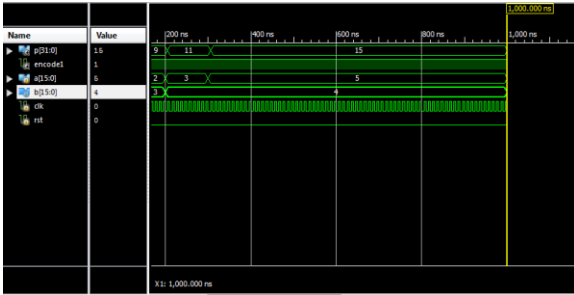 1,000.000 ns
Name Value 200 ns 400 ns 600 ns 800 ns 1,000 ns
p[31:0] 15 9 11 15
encode1 1
a[15:0] 5 2 3 5
b[15:0] 4 3 4
clk 0
rst 0
X1: 1,000.000 ns